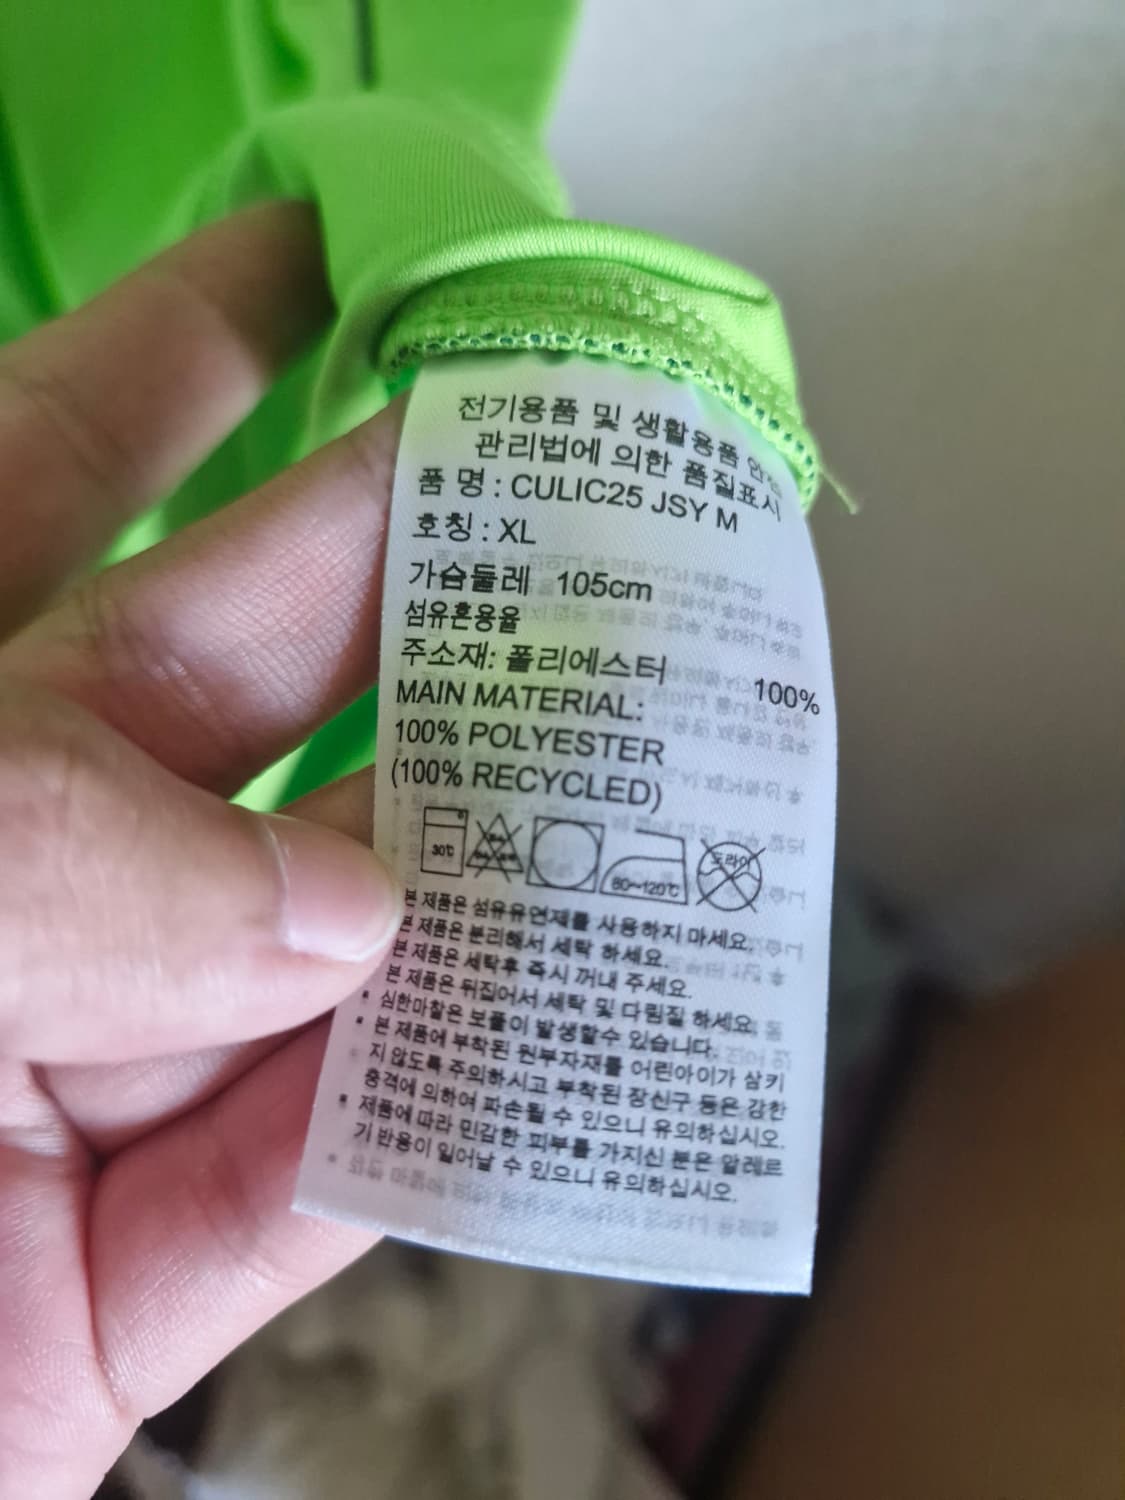 전기용품 및 생활용품 안전
관리법에 의한 품질표시
품 명 : CULIC25 JSY M
호칭 : XL
가슴둘레 105cm
섬유혼용율
주소재: 폴리에스터 100%
MAIN MATERIAL:
100% POLYESTER
(100% RECYCLED)
30℃
80~120℃
드라이
본 제품은 섬유유연제를 사용하지 마세요.
본 제품은 분리해서 세탁 하세요.
본 제품은 세탁후 즉시 꺼내 주세요.
본 제품은 뒤집어서 세탁 및 다림질 하세요.
심한마찰은 보풀이 발생할수 있습니다.
본 제품에 부착된 원부자재를 어린아이가 삼키
지 않도록 주의하시고 부착된 장신구 등은 강한
충격에 의하여 파손될 수 있으니 유의하십시오.
제품에 따라 민감한 피부를 가지신 분은 알레르
기 반응이 일어날 수 있으니 유의하십시오.